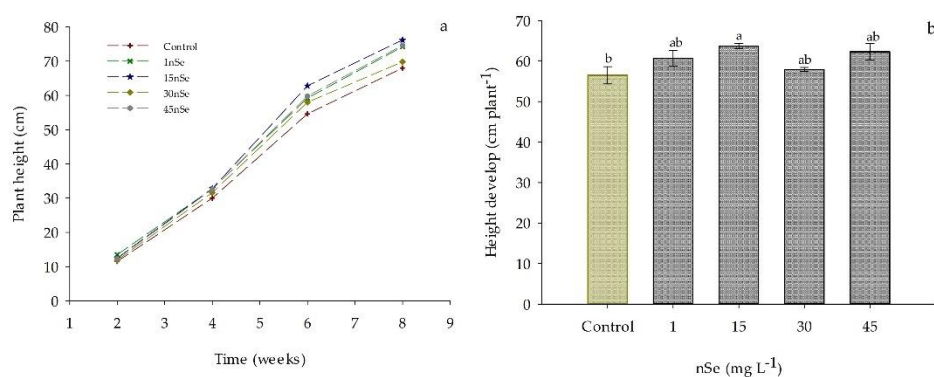 a
Control
1nSe
15nSe
30nSe
45nSe
Plant height (cm)
80
70
60
50
40
30
20
10
0
1 2 3 4 5 6 7 8 9
Time (weeks)
b
Height develop (cm plant⁻¹)
70
60
50
40
30
20
10
0
b ab a ab ab
Control 1 15 30 45
nSe (mg L⁻¹)